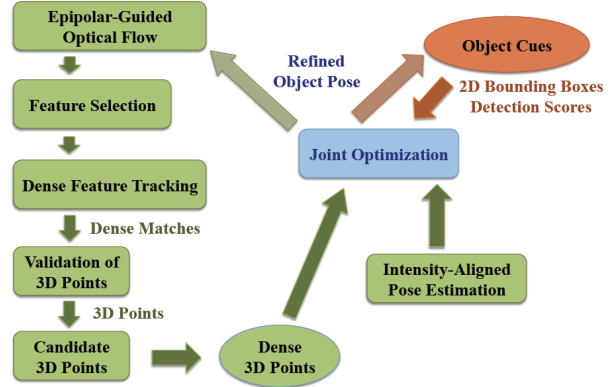 Epipolar-Guided
Optical Flow
Feature Selection
Dense Feature Tracking
Dense Matches
Validation of
3D Points
3D Points
Candidate
3D Points
Dense
3D Points
Refined
Object Pose
Object Cues
2D Bounding Boxes
Detection Scores
Joint Optimization
Intensity-Aligned
Pose Estimation